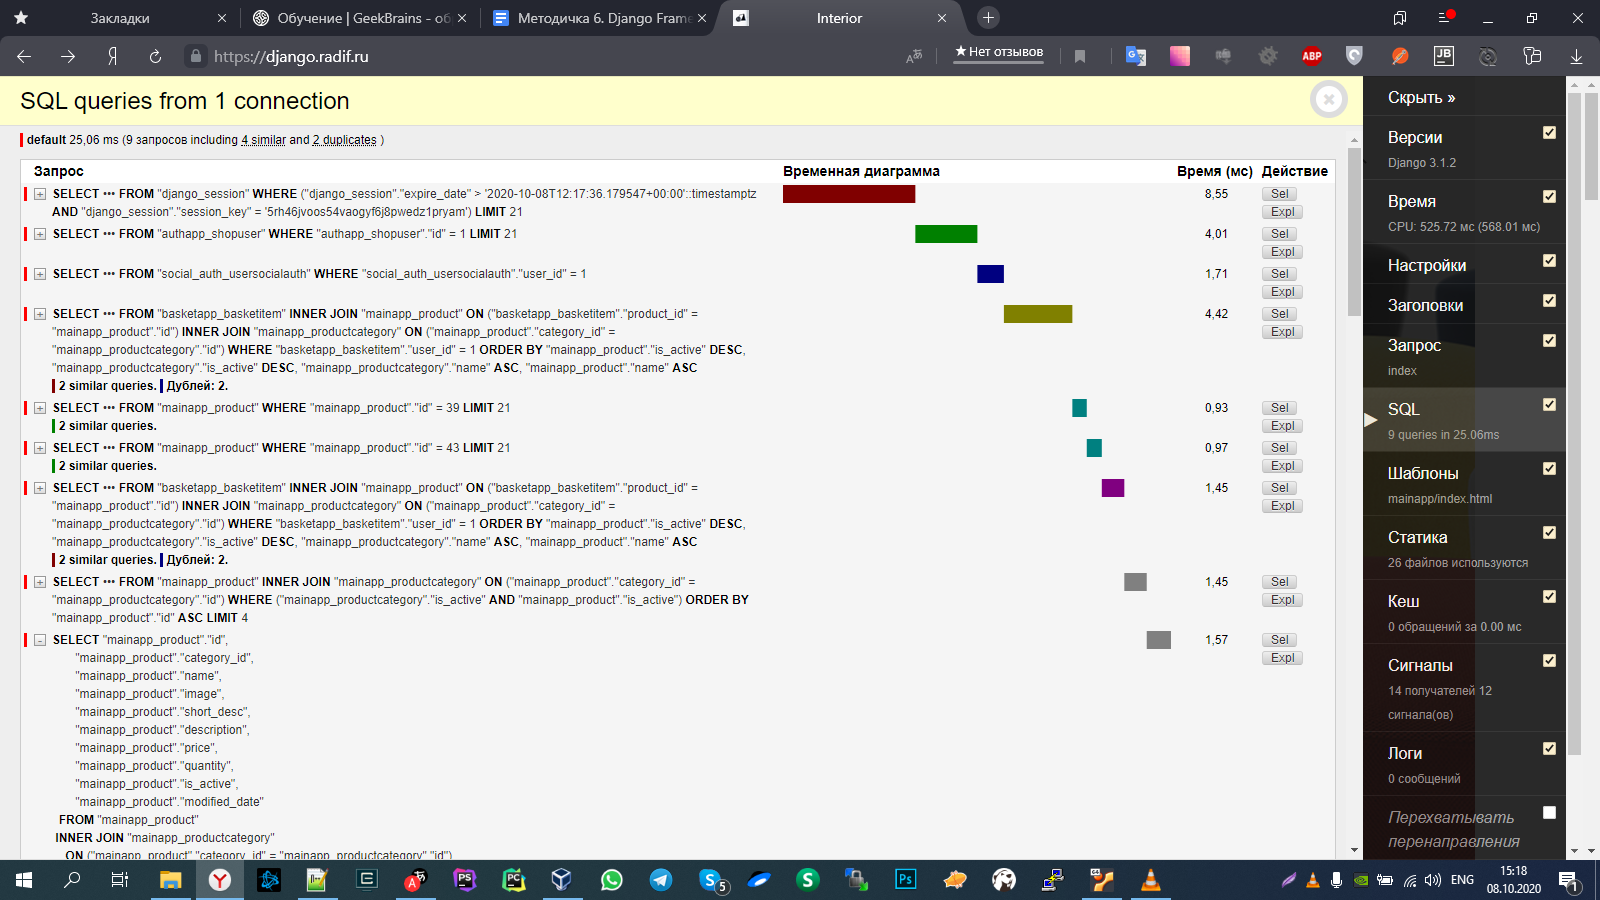 Закладки
Обучение | GeekBrains - об
Методичка 6. Django Frame
Interior
https://django.radif.ru
Нет отзывов
ABP
JB
SQL queries from 1 connection
default 25,06 ms (9 запросов including 4 similar and 2 duplicates )
Запрос Временная диаграмма Время (мс) Действие
+ SELECT ••• FROM "django_session" WHERE ("django_session"."expire_date" > '2020-10-08T12:17:36.179547+00:00'::timestamptz 8,55 Sel
AND "django_session"."session_key" = '5rh46jvoos54vaogyf6j8pwedz1pryam') LIMIT 21 Expl
+ SELECT ••• FROM "authapp_shopuser" WHERE "authapp_shopuser"."id" = 1 LIMIT 21 4,01 Sel
Expl
+ SELECT ••• FROM "social_auth_usersocialauth" WHERE "social_auth_usersocialauth"."user_id" = 1 1,71 Sel
Expl
+ SELECT ••• FROM "basketapp_basketitem" INNER JOIN "mainapp_product" ON ("basketapp_basketitem"."product_id" = 4,42 Sel
"mainapp_product"."id") INNER JOIN "mainapp_productcategory" ON ("mainapp_product"."category_id" = Expl
"mainapp_productcategory"."id") WHERE "basketapp_basketitem"."user_id" = 1 ORDER BY "mainapp_product"."is_active" DESC,
"mainapp_productcategory"."is_active" DESC, "mainapp_productcategory"."name" ASC, "mainapp_product"."name" ASC
2 similar queries. Дублей: 2.
+ SELECT ••• FROM "mainapp_product" WHERE "mainapp_product"."id" = 39 LIMIT 21 0,93 Sel
2 similar queries. Expl
+ SELECT ••• FROM "mainapp_product" WHERE "mainapp_product"."id" = 43 LIMIT 21 0,97 Sel
2 similar queries. Expl
+ SELECT ••• FROM "basketapp_basketitem" INNER JOIN "mainapp_product" ON ("basketapp_basketitem"."product_id" = 1,45 Sel
"mainapp_product"."id") INNER JOIN "mainapp_productcategory" ON ("mainapp_product"."category_id" = Expl
"mainapp_productcategory"."id") WHERE "basketapp_basketitem"."user_id" = 1 ORDER BY "mainapp_product"."is_active" DESC,
"mainapp_productcategory"."is_active" DESC, "mainapp_productcategory"."name" ASC, "mainapp_product"."name" ASC
2 similar queries. Дублей: 2.
+ SELECT ••• FROM "mainapp_product" INNER JOIN "mainapp_productcategory" ON ("mainapp_product"."category_id" = 1,45 Sel
"mainapp_productcategory"."id") WHERE ("mainapp_productcategory"."is_active" AND "mainapp_product"."is_active") ORDER BY Expl
"mainapp_product"."id" ASC LIMIT 4
- SELECT "mainapp_product"."id", 1,57 Sel
"mainapp_product"."category_id", Expl
"mainapp_product"."name",
"mainapp_product"."image",
"mainapp_product"."short_desc",
"mainapp_product"."description",
"mainapp_product"."price",
"mainapp_product"."quantity",
"mainapp_product"."is_active",
"mainapp_product"."modified_date"
FROM "mainapp_product"
INNER JOIN "mainapp_productcategory"
ON ("mainapp_product"."category_id" = "mainapp_productcategory"."id")
Скрыть »
Версии
Django 3.1.2
Время
CPU: 525.72 мс (568.01 мс)
Настройки
Заголовки
Запрос
index
SQL
9 queries in 25.06ms
Шаблоны
mainapp/index.html
Статика
26 файлов используются
Кеш
0 обращений за 0.00 мс
Сигналы
14 получателей 12
сигнала(ов)
Логи
0 сообщений
Перехватывать
перенаправления
PS
PC
5
S
Ps
ENG
15:18
08.10.2020
1